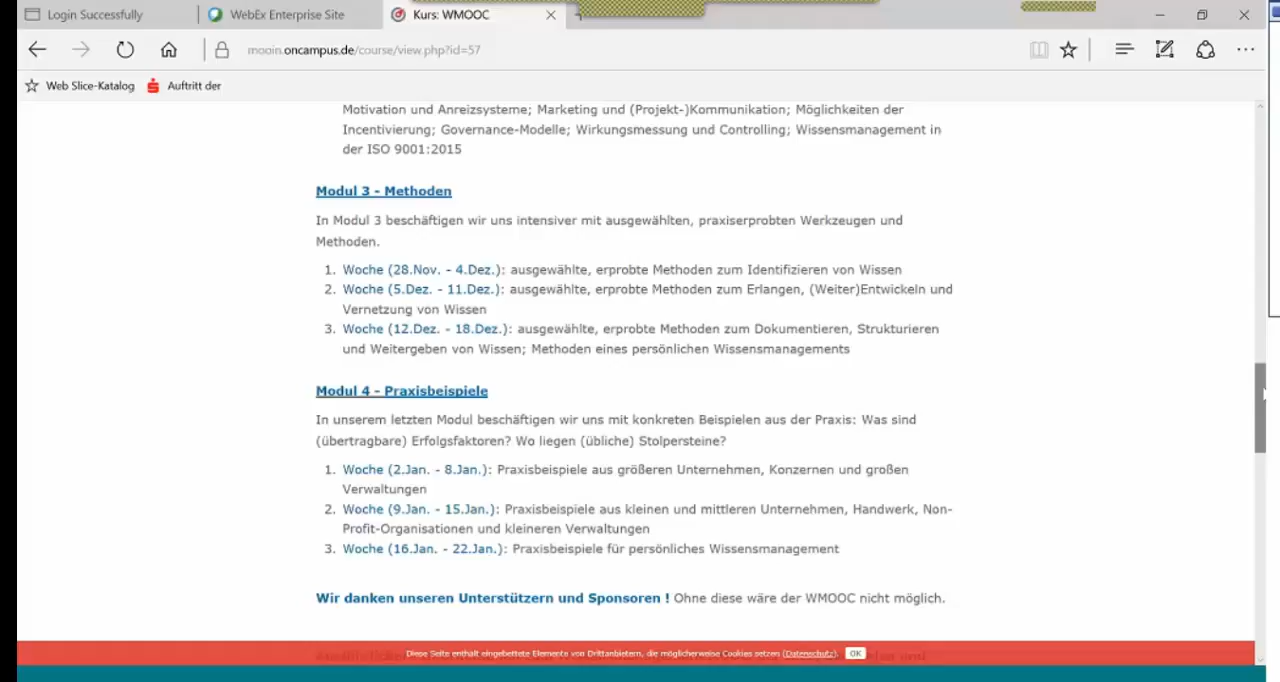 Login Successfully
WebEx Enterprise Site
Kurs: WMOOC
mooin.oncampus.de/course/view.php?id=57
Web Slice-Katalog
Auftritt der
Motivation und Anreizsysteme; Marketing und (Projekt-)Kommunikation; Möglichkeiten der
Incentivierung; Governance-Modelle; Wirkungsmessung und Controlling; Wissensmanagement in
der ISO 9001:2015
Modul 3 - Methoden
In Modul 3 beschäftigen wir uns intensiver mit ausgewählten, praxiserprobten Werkzeugen und
Methoden.
1. Woche (28.Nov. - 4.Dez.): ausgewählte, erprobte Methoden zum Identifizieren von Wissen
2. Woche (5.Dez. - 11.Dez.): ausgewählte, erprobte Methoden zum Erlangen, (Weiter)Entwickeln und
Vernetzung von Wissen
3. Woche (12.Dez. - 18.Dez.): ausgewählte, erprobte Methoden zum Dokumentieren, Strukturieren
und Weitergeben von Wissen; Methoden eines persönlichen Wissensmanagements
Modul 4 - Praxisbeispiele
In unserem letzten Modul beschäftigen wir uns mit konkreten Beispielen aus der Praxis: Was sind
(übertragbare) Erfolgsfaktoren? Wo liegen (übliche) Stolpersteine?
1. Woche (2.Jan. - 8.Jan.): Praxisbeispiele aus größeren Unternehmen, Konzernen und großen
Verwaltungen
2. Woche (9.Jan. - 15.Jan.): Praxisbeispiele aus kleinen und mittleren Unternehmen, Handwerk, Non-
Profit-Organisationen und kleineren Verwaltungen
3. Woche (16.Jan. - 22.Jan.): Praxisbeispiele für persönliches Wissensmanagement
Wir danken unseren Unterstützern und Sponsoren ! Ohne diese wäre der WMOOC nicht möglich.
Diese Seite enthält eingebettete Elemente von Drittanbietern, die möglicherweise Cookies setzen (Datenschutz). OK